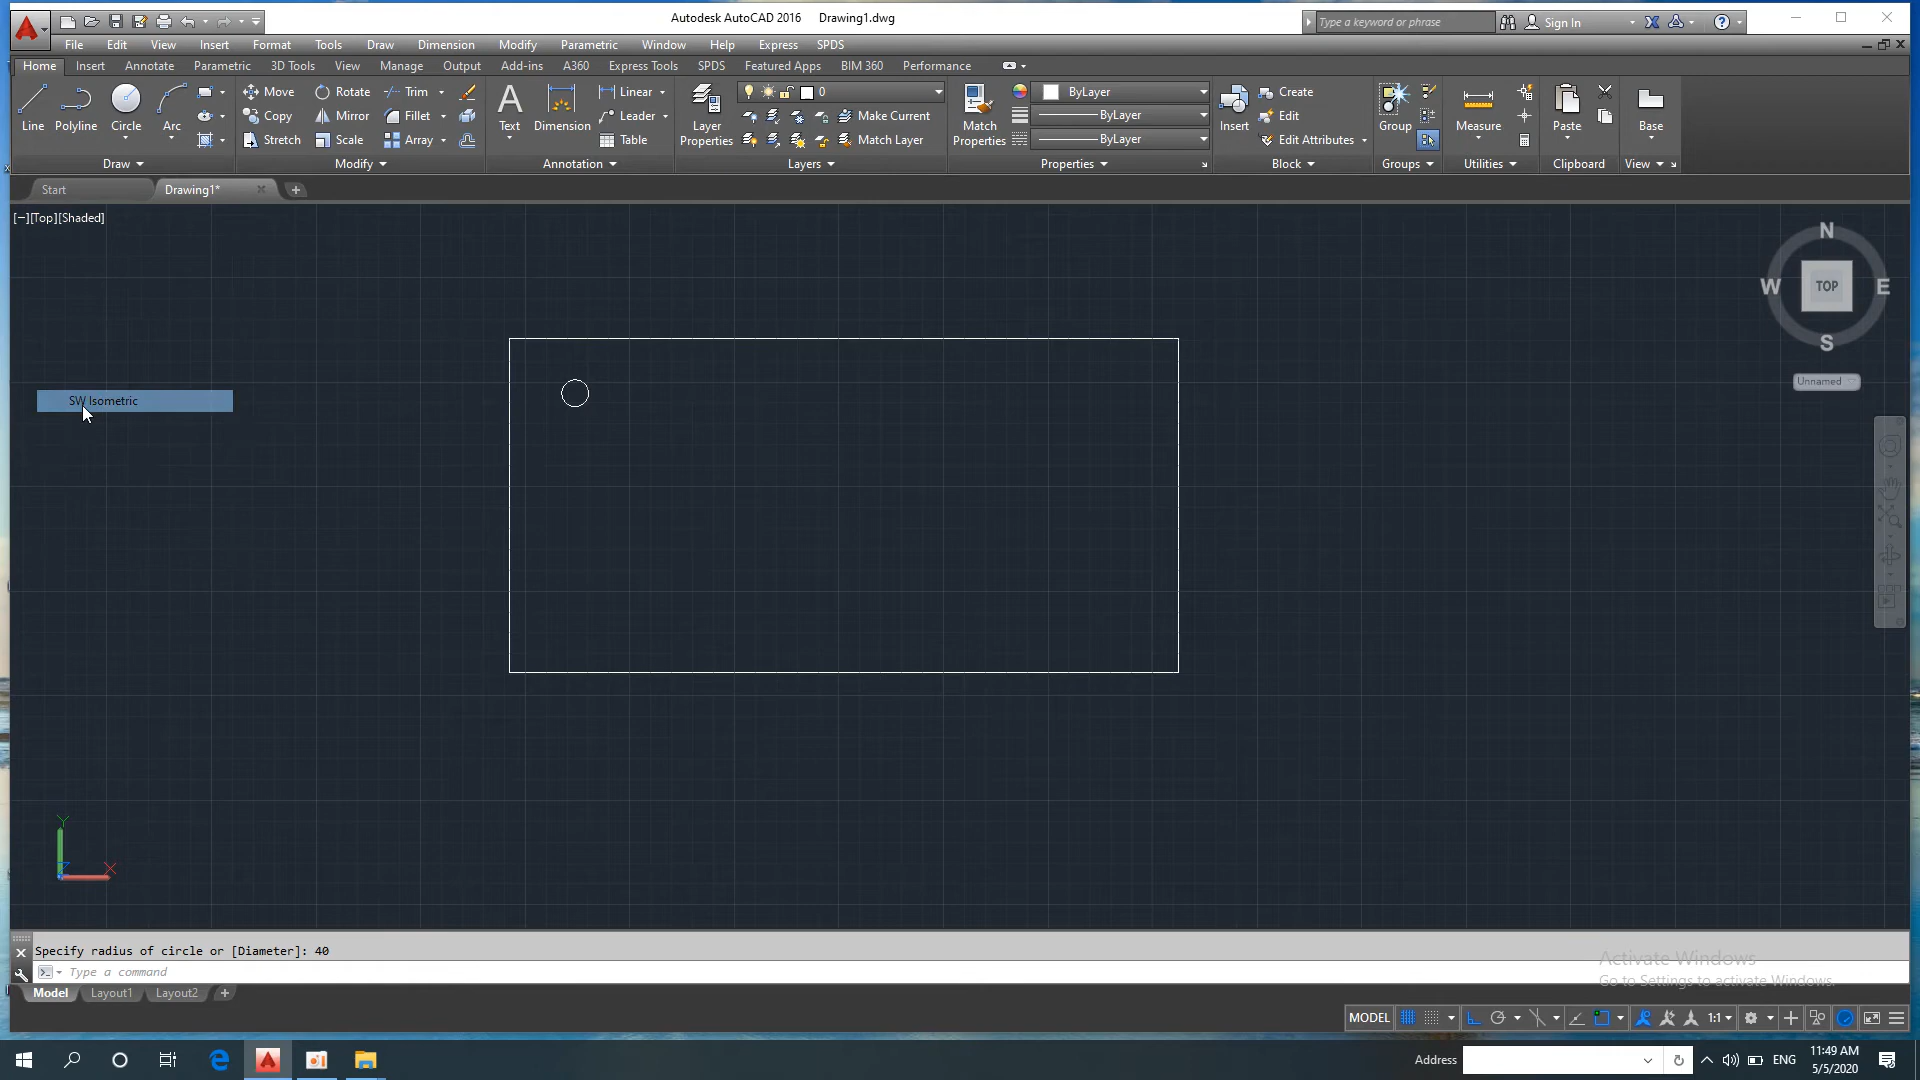 Autodesk AutoCAD 2016 Drawing1.dwg
Type a keyword or phrase
Sign In
File Edit View Insert Format Tools Draw Dimension Modify Parametric Window Help Express SPDS
Home Insert Annotate Parametric 3D Tools View Manage Output Add-ins A360 Express Tools SPDS Featured Apps BIM 360 Performance
Line Polyline Circle Arc
Move Rotate Trim
Copy Mirror Fillet
Stretch Scale Array
Text Dimension
Linear
Leader
Table
Layer Properties
0
Make Current
Match Layer
Match Properties
ByLayer
ByLayer
ByLayer
Insert
Create
Edit
Edit Attributes
Group
Measure
Paste
Base
Draw Modify Annotation Layers Properties Block Groups Utilities Clipboard View
Start Drawing1*
[−][Top][Shaded]
N
W TOP E
S
Unnamed
SW Isometric
Y
X
Specify radius of circle or [Diameter]: 40
Type a command
Activate Windows
Go to Settings to activate Windows.
Model Layout1 Layout2
MODEL 1:1
Address
ENG
11:49 AM
5/5/2020